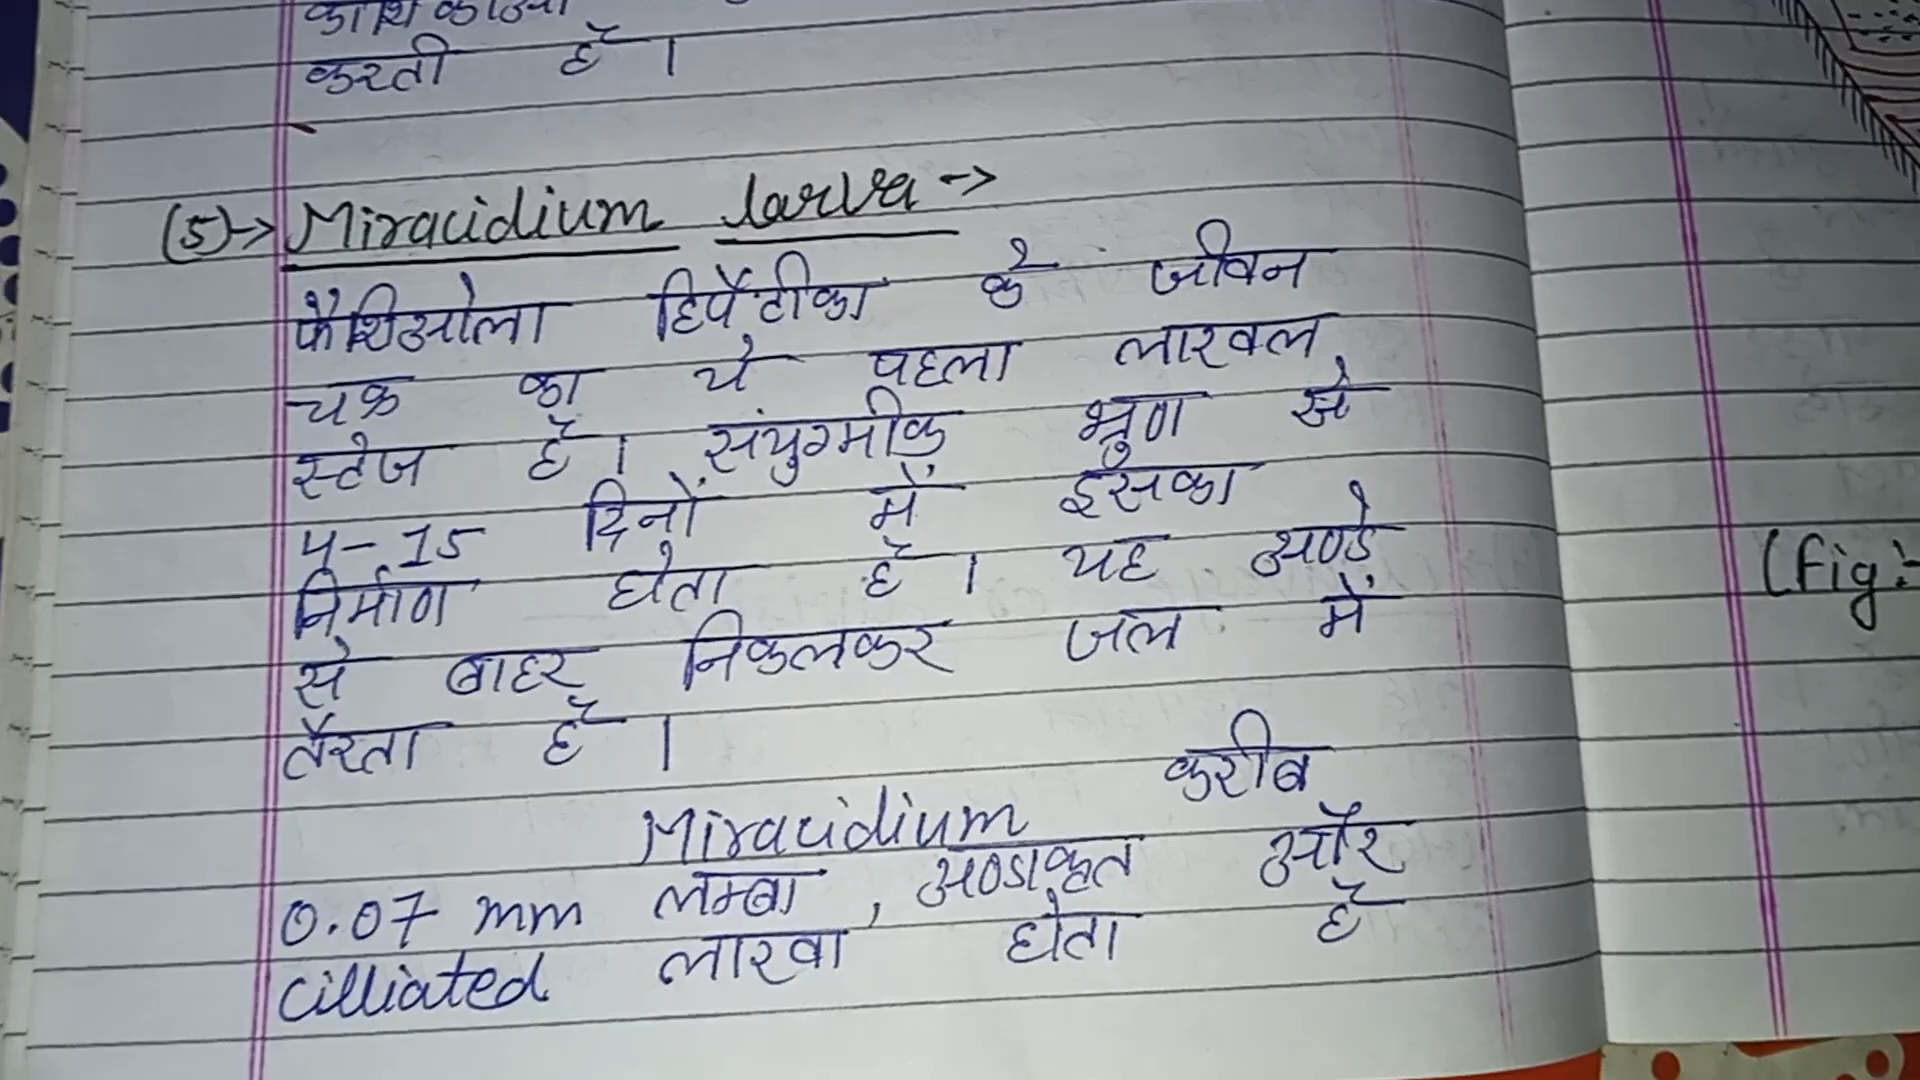 करती है।
(5)→ Miracidium larva →
फैशिओला हिपैटीका के जीवन
चक्र का ये पहला लारवल
स्टेज है। संयुग्मीक भ्रुण से
4-15 दिनों में इसका
निर्माण होता है। यह अण्डे
से बाहर निकलकर जल में
तैरता है।
Miracidium करीब
0.07 mm लम्बा, अण्डाकृत और
cilliated लारवा होता है
(fig:-